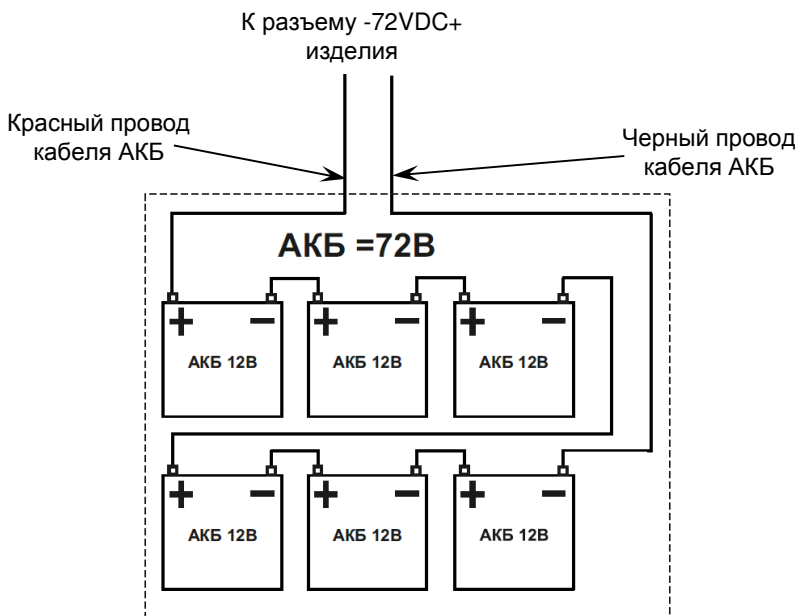 К разъему -72VDC+
изделия
Красный провод
кабеля АКБ
Черный провод
кабеля АКБ
АКБ =72В
+ − + − + −
АКБ 12В АКБ 12В АКБ 12В
+ − + − + −
АКБ 12В АКБ 12В АКБ 12В